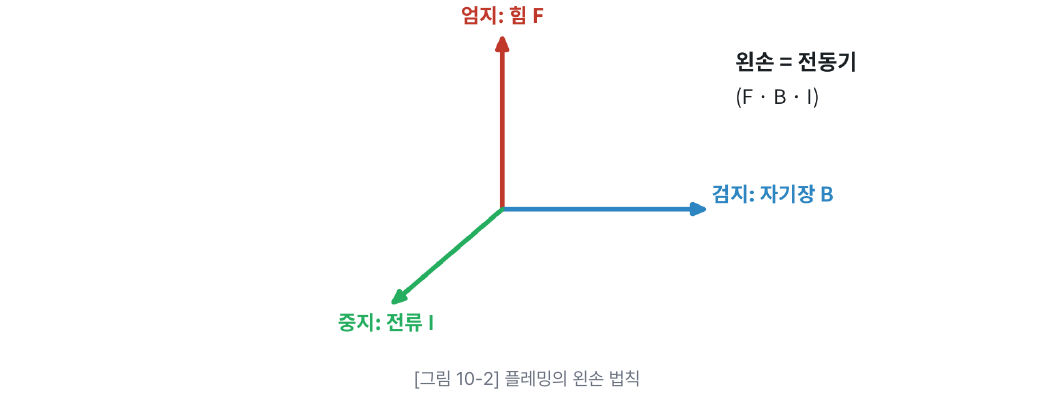 엄지: 힘 F
왼손 = 전동기
(F · B · I)
검지: 자기장 B
중지: 전류 I
[그림 10-2] 플레밍의 왼손 법칙